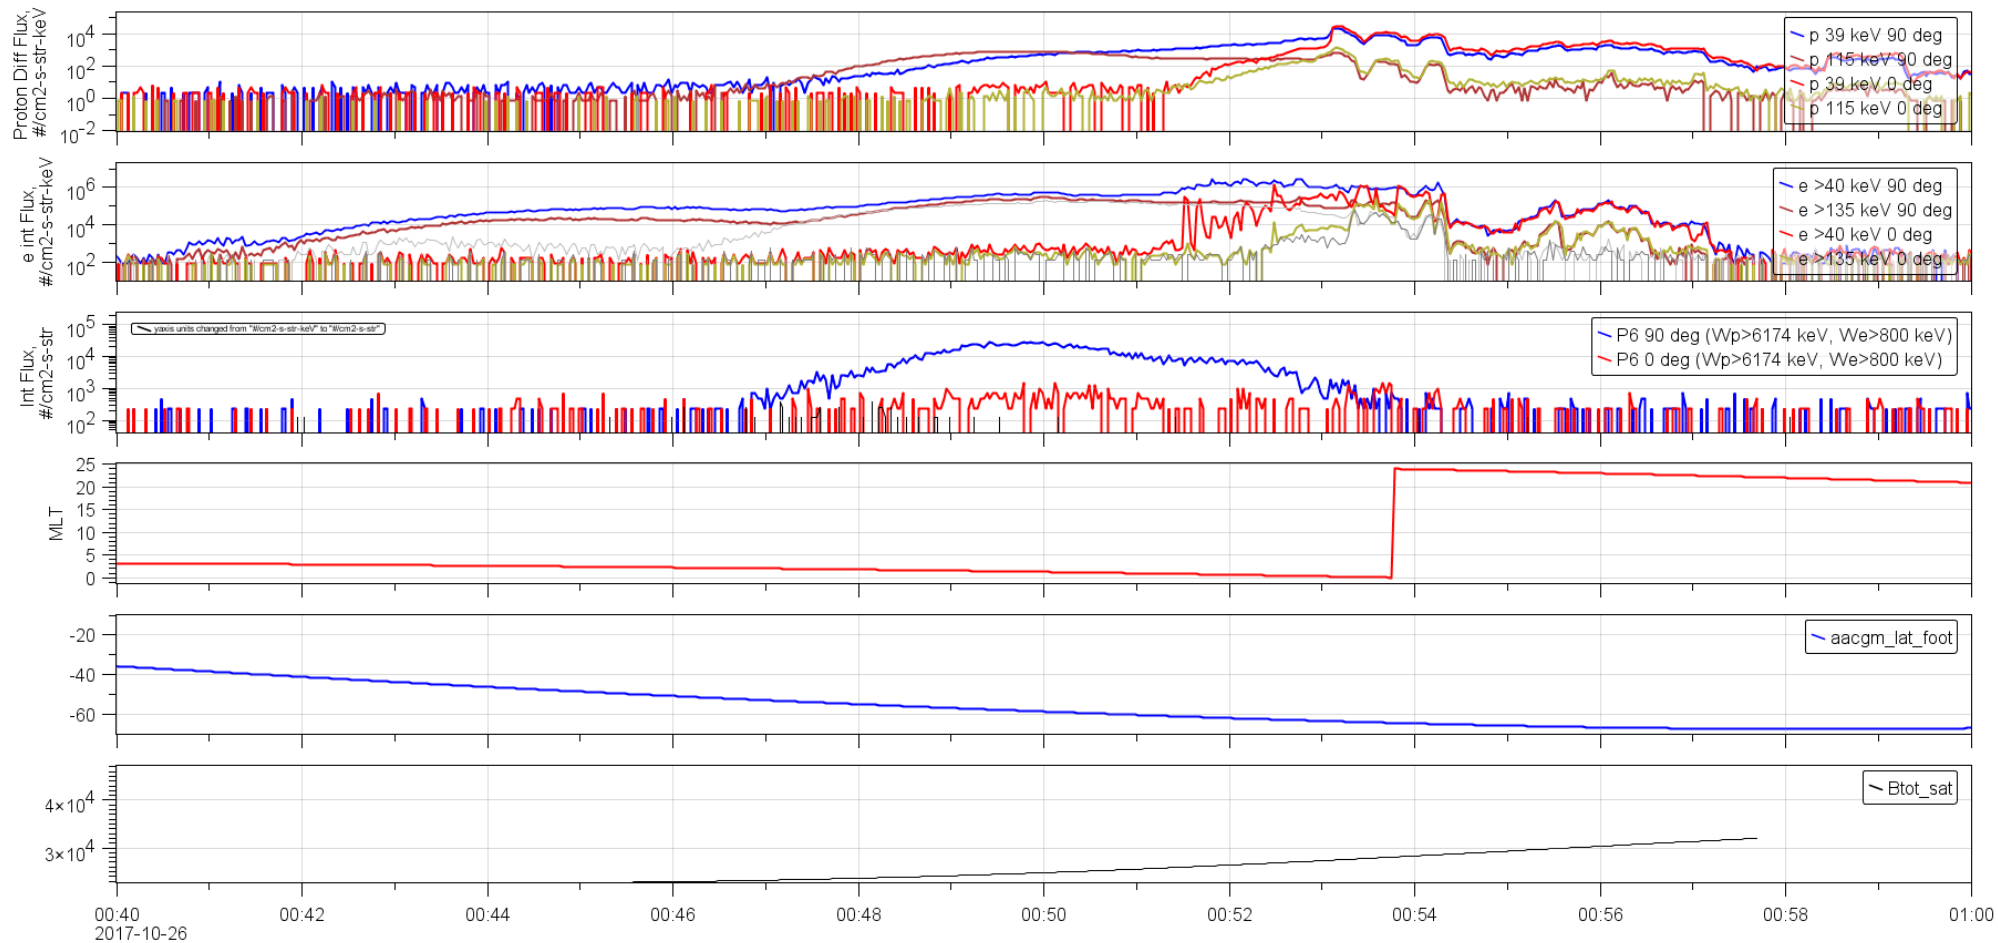 Proton Diff Flux,
#/cm2-s-str-keV
10^4
10^2
10^0
10^-2
p 39 keV 90 deg
p 115 keV 90 deg
p 39 keV 0 deg
p 115 keV 0 deg
e int Flux,
#/cm2-s-str-keV
10^6
10^4
10^2
e >40 keV 90 deg
e >135 keV 90 deg
e >40 keV 0 deg
e >135 keV 0 deg
Int Flux,
#/cm2-s-str
10^5
10^4
10^3
10^2
yaxis units changed from "#/cm2-s-str-keV" to "#/cm2-s-str"
P6 90 deg (Wp>6174 keV, We>800 keV)
P6 0 deg (Wp>6174 keV, We>800 keV)
MLT
25
20
15
10
5
0
-20
-40
-60
aacgm_lat_foot
4×10^4
3×10^4
Btot_sat
00:40 00:42 00:44 00:46 00:48 00:50 00:52 00:54 00:56 00:58 01:00
2017-10-26